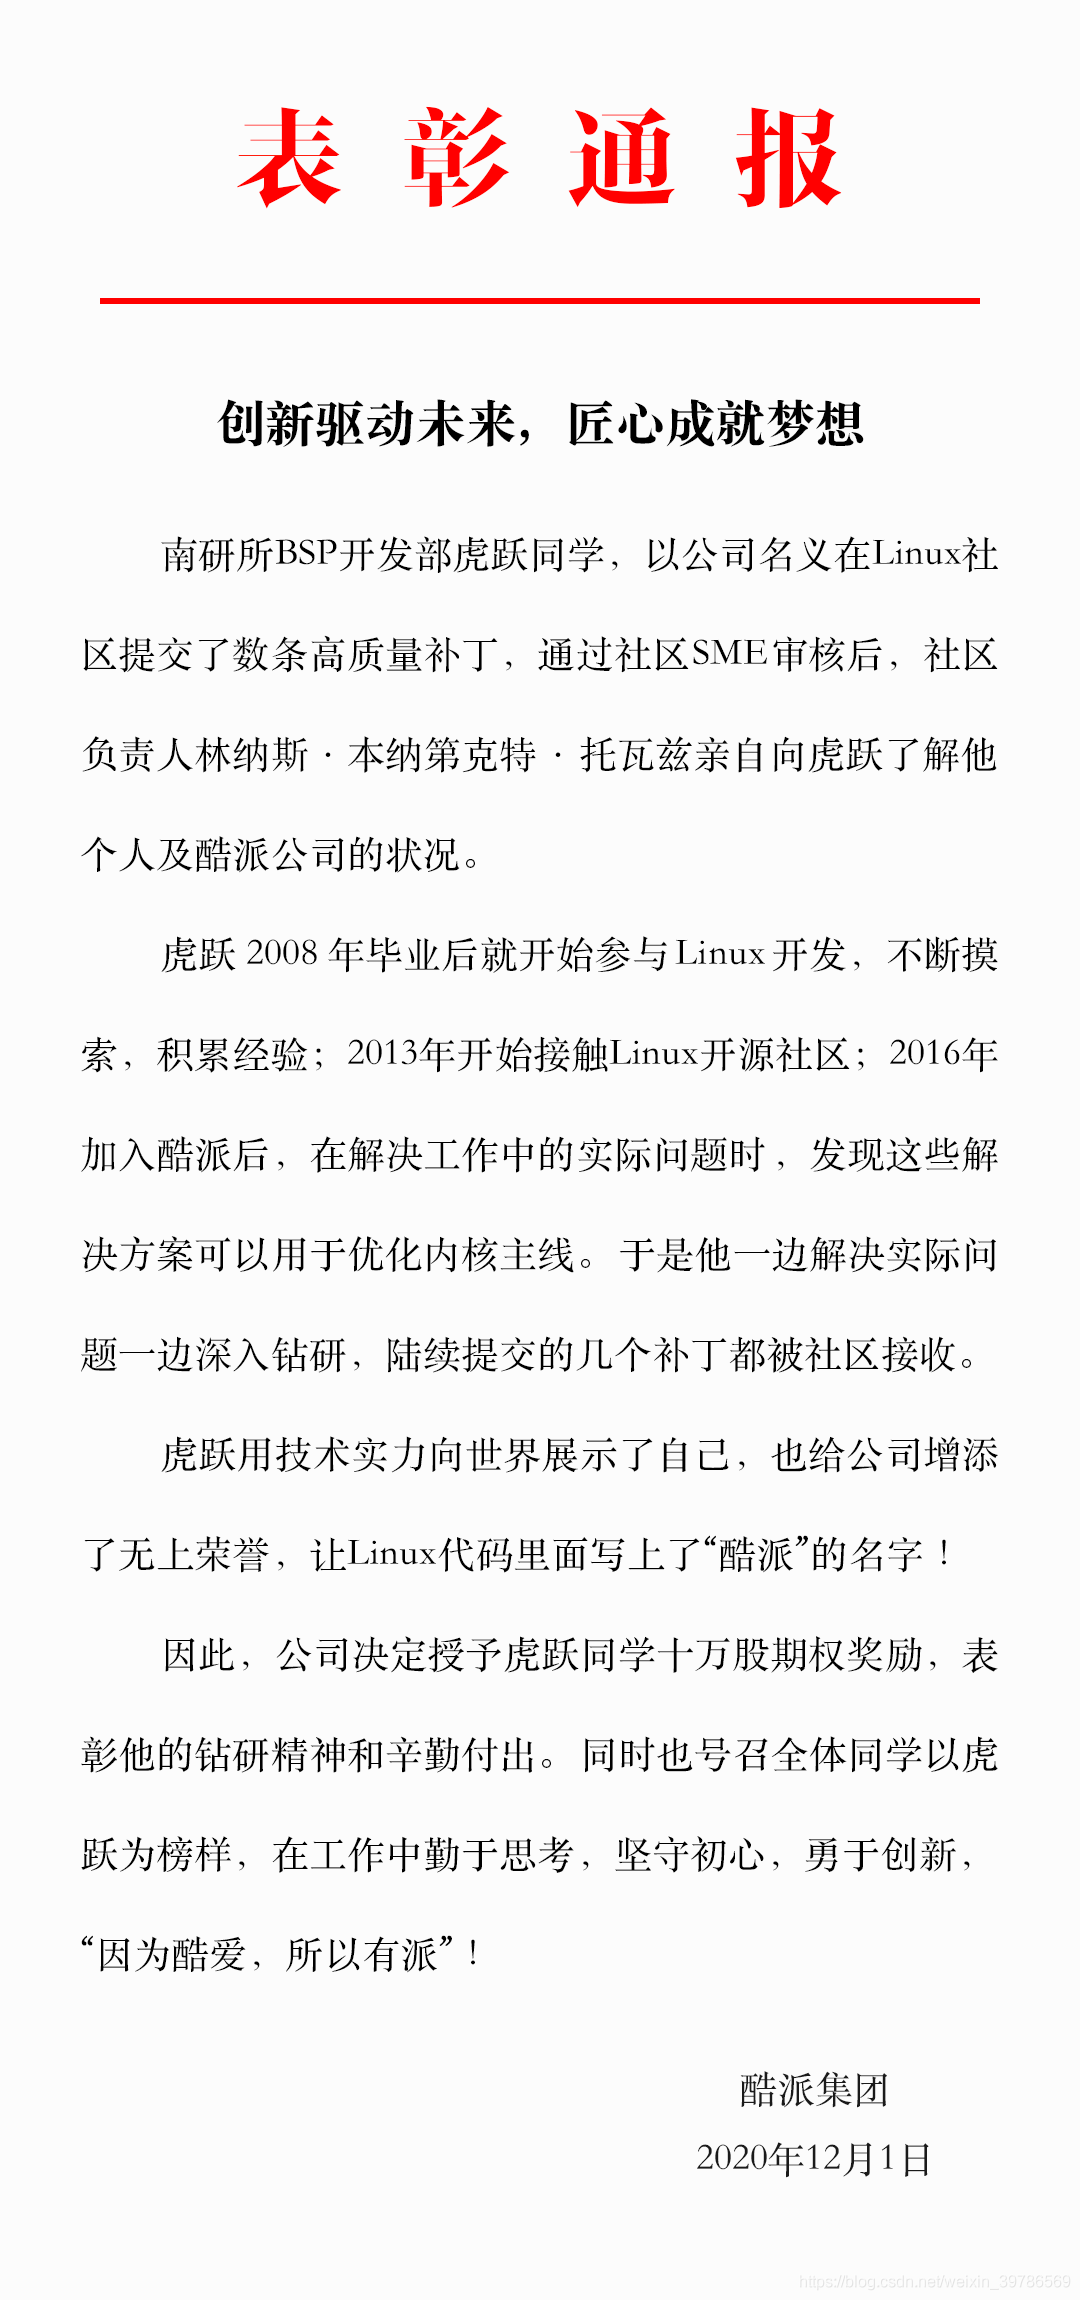 表彰通报
创新驱动未来，匠心成就梦想
南研所BSP开发部虎跃同学，以公司名义在Linux社
区提交了数条高质量补丁，通过社区SME审核后，社区
负责人林纳斯·本纳第克特·托瓦兹亲自向虎跃了解他
个人及酷派公司的状况。
虎跃 2008 年毕业后就开始参与 Linux 开发，不断摸
索，积累经验；2013年开始接触Linux开源社区；2016年
加入酷派后，在解决工作中的实际问题时，发现这些解
决方案可以用于优化内核主线。于是他一边解决实际问
题一边深入钻研，陆续提交的几个补丁都被社区接收。
虎跃用技术实力向世界展示了自己，也给公司增添
了无上荣誉，让Linux代码里面写上了“酷派”的名字！
因此，公司决定授予虎跃同学十万股期权奖励，表
彰他的钻研精神和辛勤付出。同时也号召全体同学以虎
跃为榜样，在工作中勤于思考，坚守初心，勇于创新，
“因为酷爱，所以有派”！
酷派集团
2020年12月1日
https://blog.csdn.net/weixin_39786569